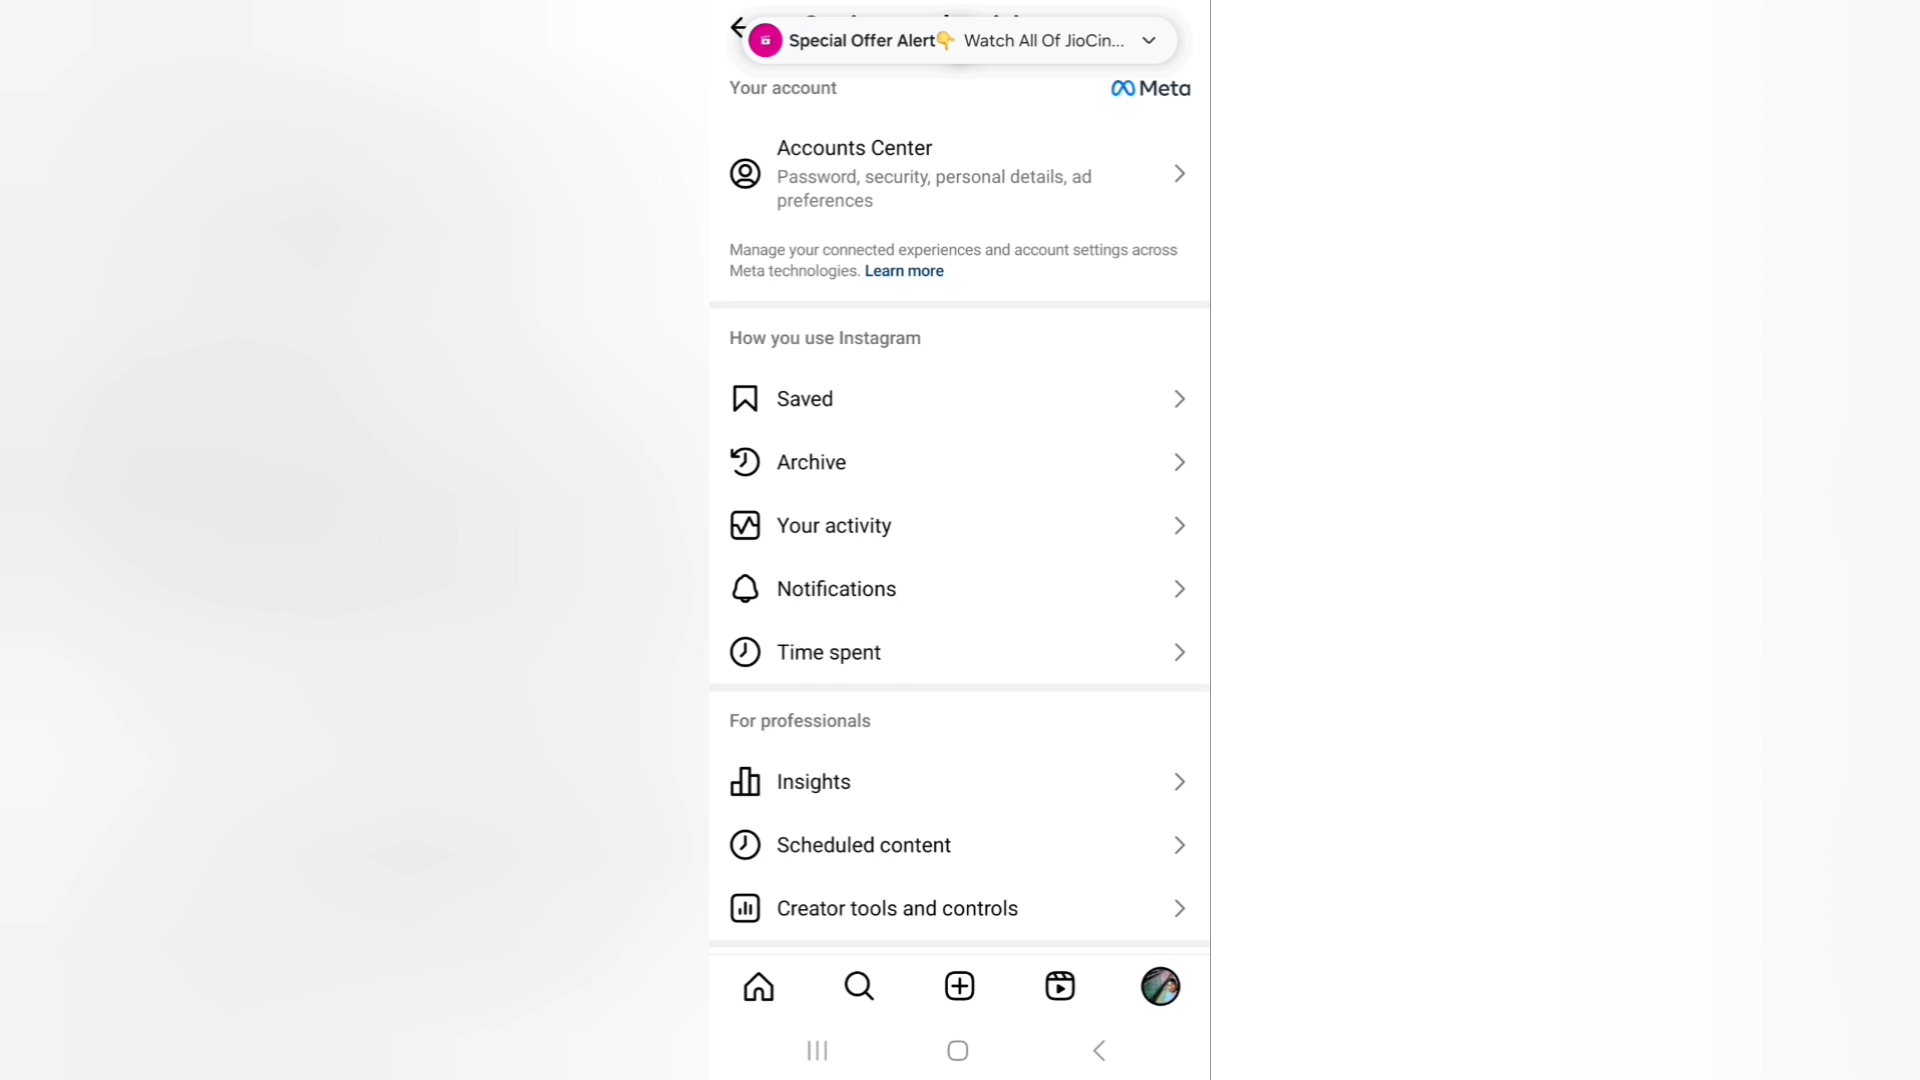 Special Offer Alert👇 Watch All Of JioCin...
Your account
Meta
Accounts Center
Password, security, personal details, ad
preferences
Manage your connected experiences and account settings across
Meta technologies. Learn more
How you use Instagram
Saved
Archive
Your activity
Notifications
Time spent
For professionals
Insights
Scheduled content
Creator tools and controls